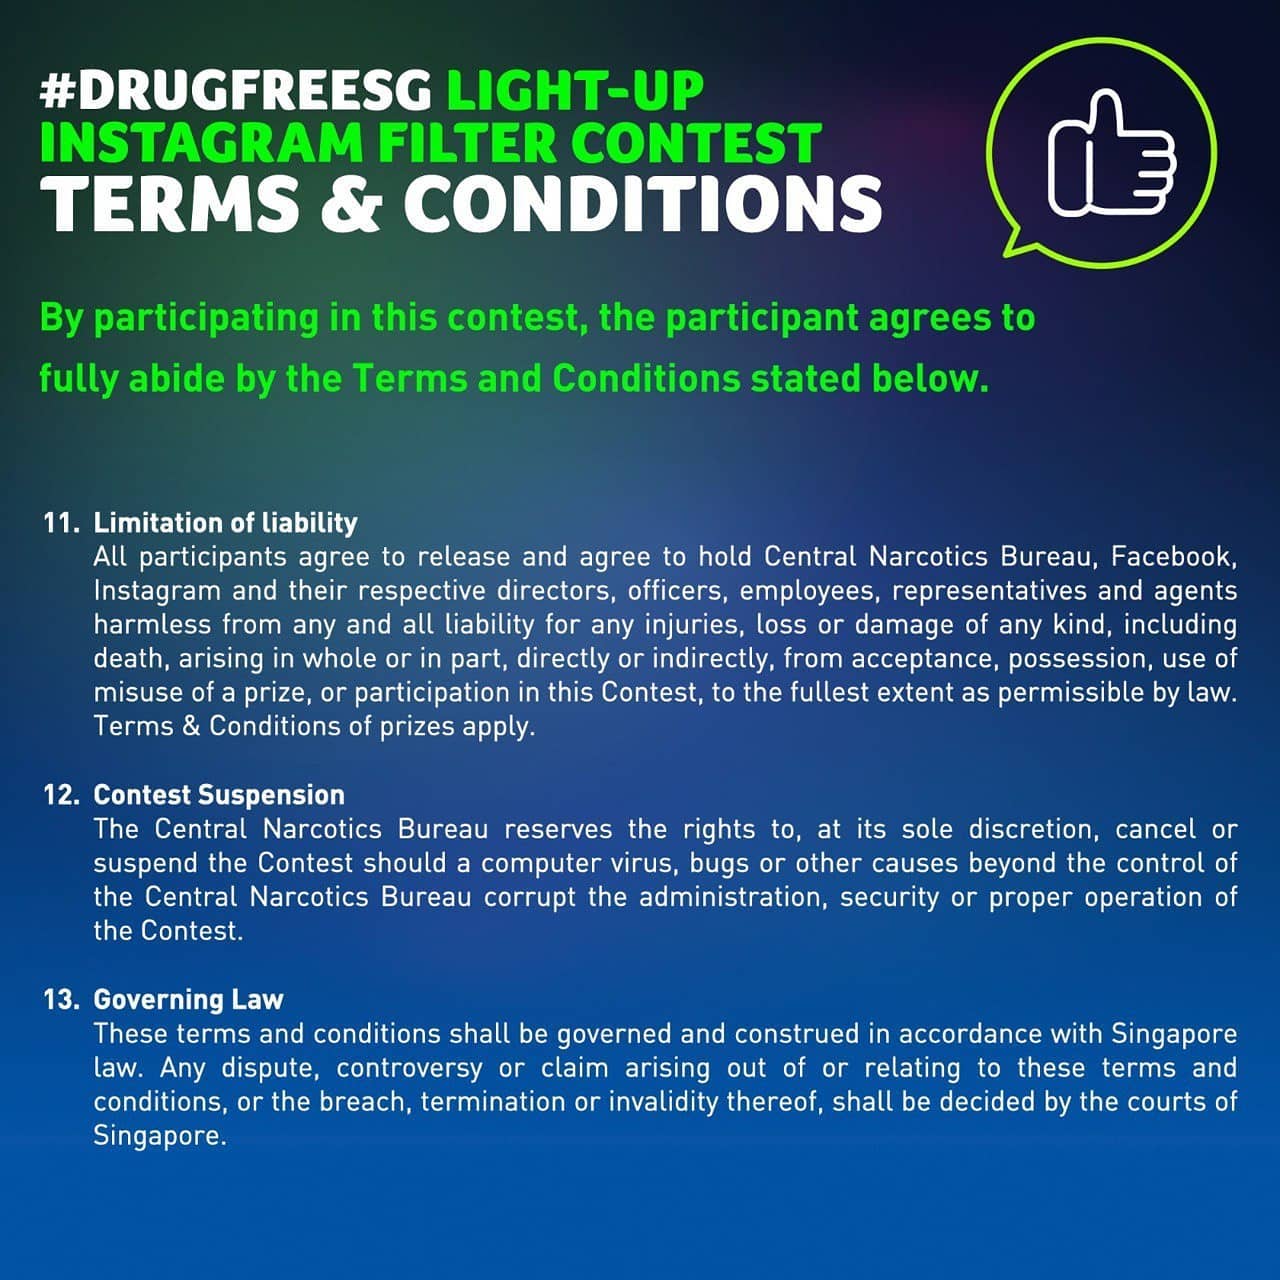 #DRUGFREESG LIGHT-UP
INSTAGRAM FILTER CONTEST
TERMS & CONDITIONS
By participating in this contest, the participant agrees to
fully abide by the Terms and Conditions stated below.
11. Limitation of liability
All participants agree to release and agree to hold Central Narcotics Bureau, Facebook,
Instagram and their respective directors, officers, employees, representatives and agents
harmless from any and all liability for any injuries, loss or damage of any kind, including
death, arising in whole or in part, directly or indirectly, from acceptance, possession, use of
misuse of a prize, or participation in this Contest, to the fullest extent as permissible by law.
Terms & Conditions of prizes apply.
12. Contest Suspension
The Central Narcotics Bureau reserves the rights to, at its sole discretion, cancel or
suspend the Contest should a computer virus, bugs or other causes beyond the control of
the Central Narcotics Bureau corrupt the administration, security or proper operation of
the Contest.
13. Governing Law
These terms and conditions shall be governed and construed in accordance with Singapore
law. Any dispute, controversy or claim arising out of or relating to these terms and
conditions, or the breach, termination or invalidity thereof, shall be decided by the courts of
Singapore.